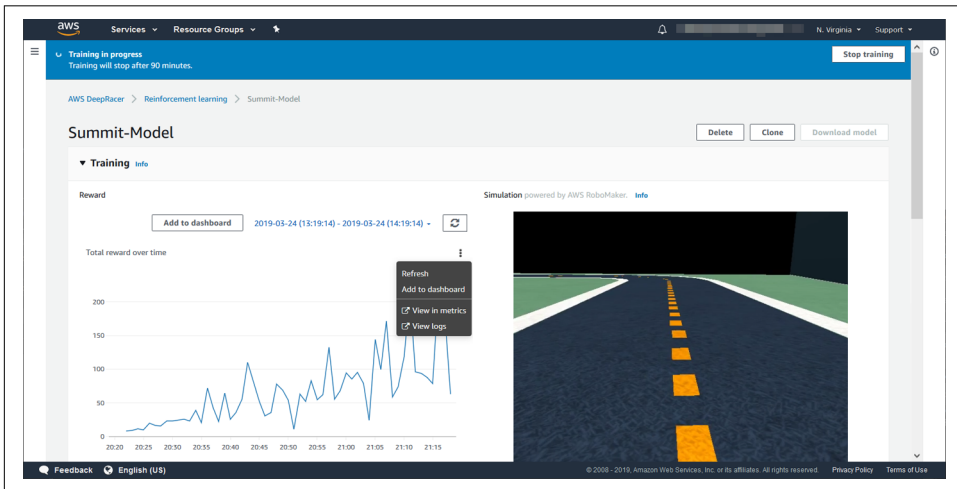 aws Services Resource Groups N. Virginia Support
Training in progress
Training will stop after 90 minutes.
Stop training
AWS DeepRacer > Reinforcement learning > Summit-Model
Summit-Model
Delete Clone Download model
Training Info
Reward
Simulation powered by AWS RoboMaker. Info
Add to dashboard 2019-03-24 (13:19:14) - 2019-03-24 (14:19:14)
Total reward over time
Refresh
Add to dashboard
View in metrics
View logs
200
150
100
50
0
20:20 20:25 20:30 20:35 20:40 20:45 20:50 20:55 21:00 21:05 21:10 21:15
Feedback English (US) © 2008 - 2019, Amazon Web Services, Inc. or its affiliates. All rights reserved. Privacy Policy Terms of Use